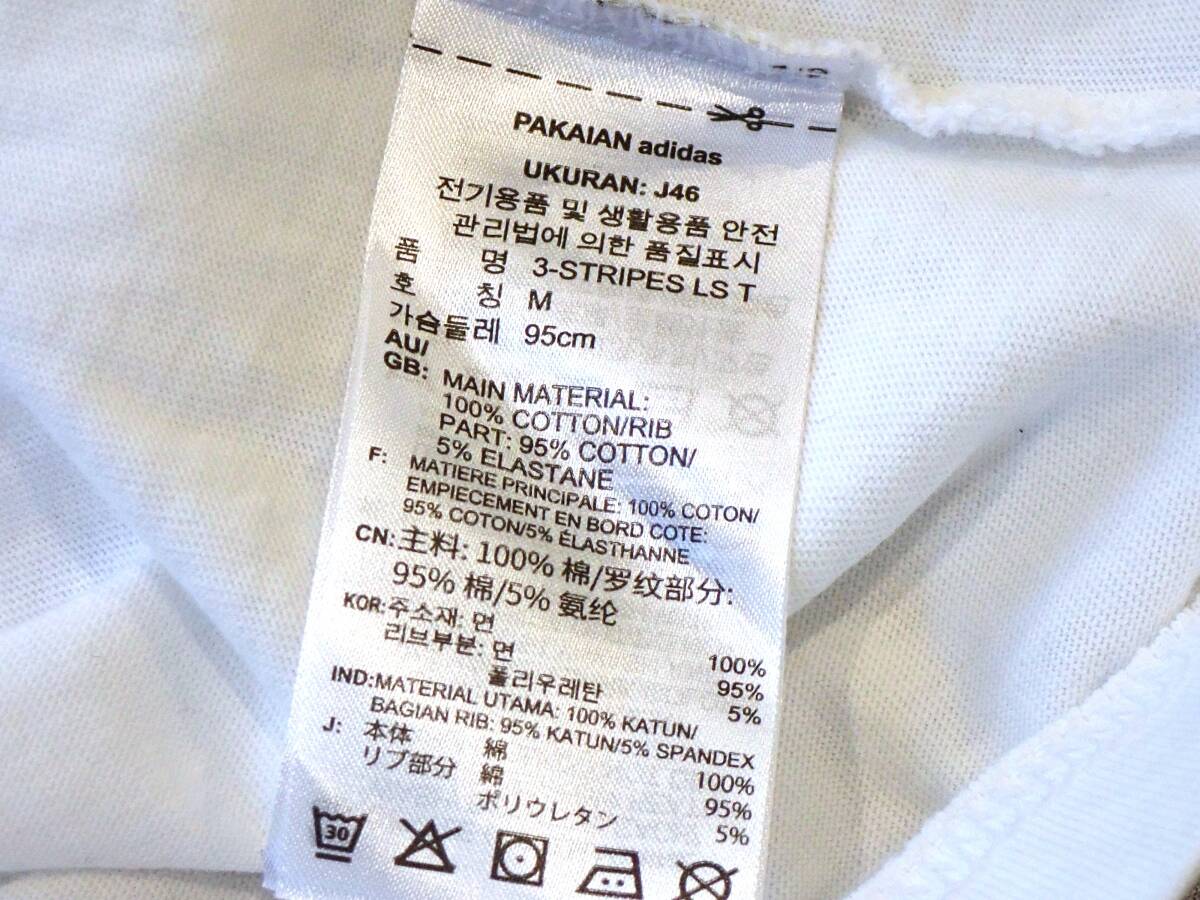 PAKAIAN adidas
UKURAN: J46
전기용품 및 생활용품 안전
관리법에 의한 품질표시
품 명 3-STRIPES LS T
호 칭 M
가슴둘레 95cm
AU/
GB: MAIN MATERIAL:
100% COTTON/RIB
PART: 95% COTTON/
5% ELASTANE
F: MATIERE PRINCIPALE: 100% COTON/
EMPIECEMENT EN BORD COTE:
95% COTON/5% ÉLASTHANNE
CN: 主料: 100% 棉/罗纹部分:
95% 棉/5% 氨纶
KOR: 주소재: 면 100%
리브부분: 면 95%
폴리우레탄 5%
IND: MATERIAL UTAMA: 100% KATUN/
BAGIAN RIB: 95% KATUN/5% SPANDEX
J: 本体 綿 100%
リブ部分 綿 95%
ポリウレタン 5%
30